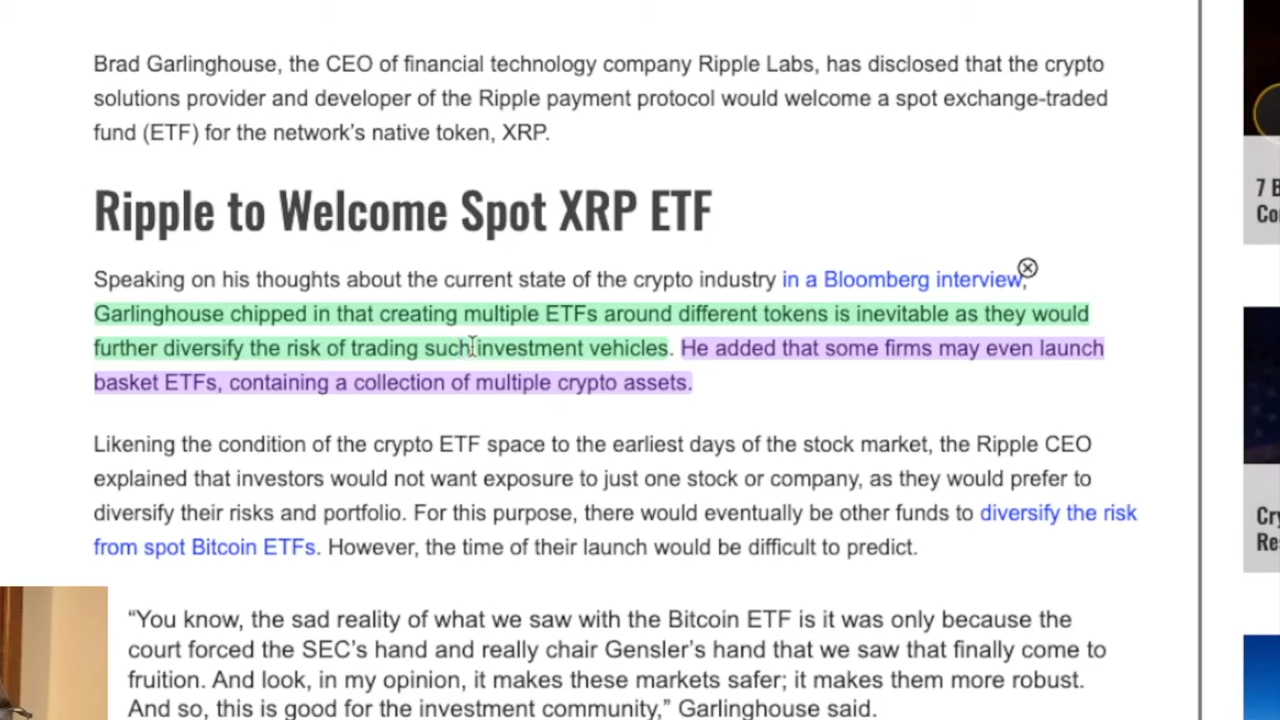 Brad Garlinghouse, the CEO of financial technology company Ripple Labs, has disclosed that the crypto
solutions provider and developer of the Ripple payment protocol would welcome a spot exchange-traded
fund (ETF) for the network's native token, XRP.
Ripple to Welcome Spot XRP ETF
Speaking on his thoughts about the current state of the crypto industry in a Bloomberg interview,
Garlinghouse chipped in that creating multiple ETFs around different tokens is inevitable as they would
further diversify the risk of trading such investment vehicles. He added that some firms may even launch
basket ETFs, containing a collection of multiple crypto assets.
Likening the condition of the crypto ETF space to the earliest days of the stock market, the Ripple CEO
explained that investors would not want exposure to just one stock or company, as they would prefer to
diversify their risks and portfolio. For this purpose, there would eventually be other funds to diversify the risk
from spot Bitcoin ETFs. However, the time of their launch would be difficult to predict.
“You know, the sad reality of what we saw with the Bitcoin ETF is it was only because the
court forced the SEC’s hand and really chair Gensler’s hand that we saw that finally come to
fruition. And look, in my opinion, it makes these markets safer; it makes them more robust.
And so, this is good for the investment community,” Garlinghouse said.
7